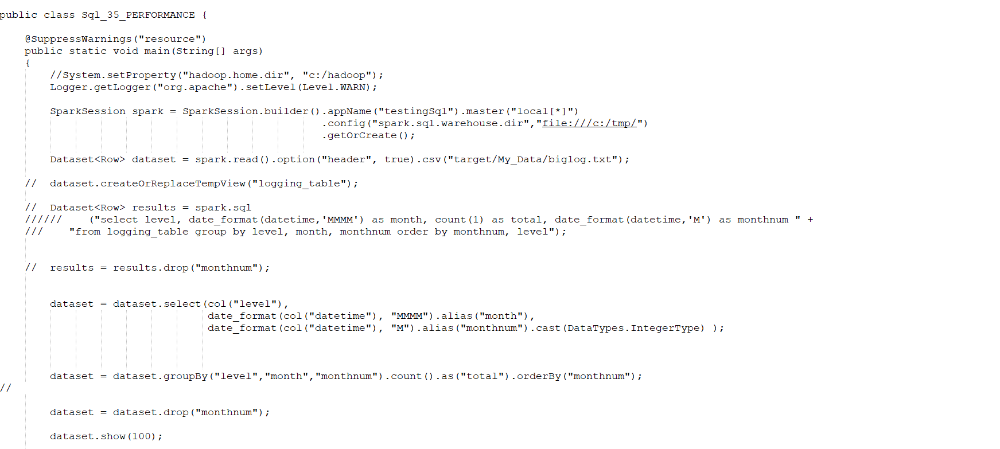 public class Sql_35_PERFORMANCE {
@SuppressWarnings("resource")
public static void main(String[] args)
{
//System.setProperty("hadoop.home.dir", "c:/hadoop");
Logger.getLogger("org.apache").setLevel(Level.WARN);
SparkSession spark = SparkSession.builder().appName("testingSql").master("local[*]")
.config("spark.sql.warehouse.dir","file:///c:/tmp/")
.getOrCreate();
Dataset<Row> dataset = spark.read().option("header", true).csv("target/My_Data/biglog.txt");
// dataset.createOrReplaceTempView("logging_table");
// Dataset<Row> results = spark.sql
////// ("select level, date_format(datetime,'MMMM') as month, count(1) as total, date_format(datetime,'M') as monthnum " +
/// "from logging_table group by level, month, monthnum order by monthnum, level");
// results = results.drop("monthnum");
dataset = dataset.select(col("level"),
date_format(col("datetime"), "MMMM").alias("month"),
date_format(col("datetime"), "M").alias("monthnum").cast(DataTypes.IntegerType) );
dataset = dataset.groupBy("level","month","monthnum").count().as("total").orderBy("monthnum");
//
dataset = dataset.drop("monthnum");
dataset.show(100);